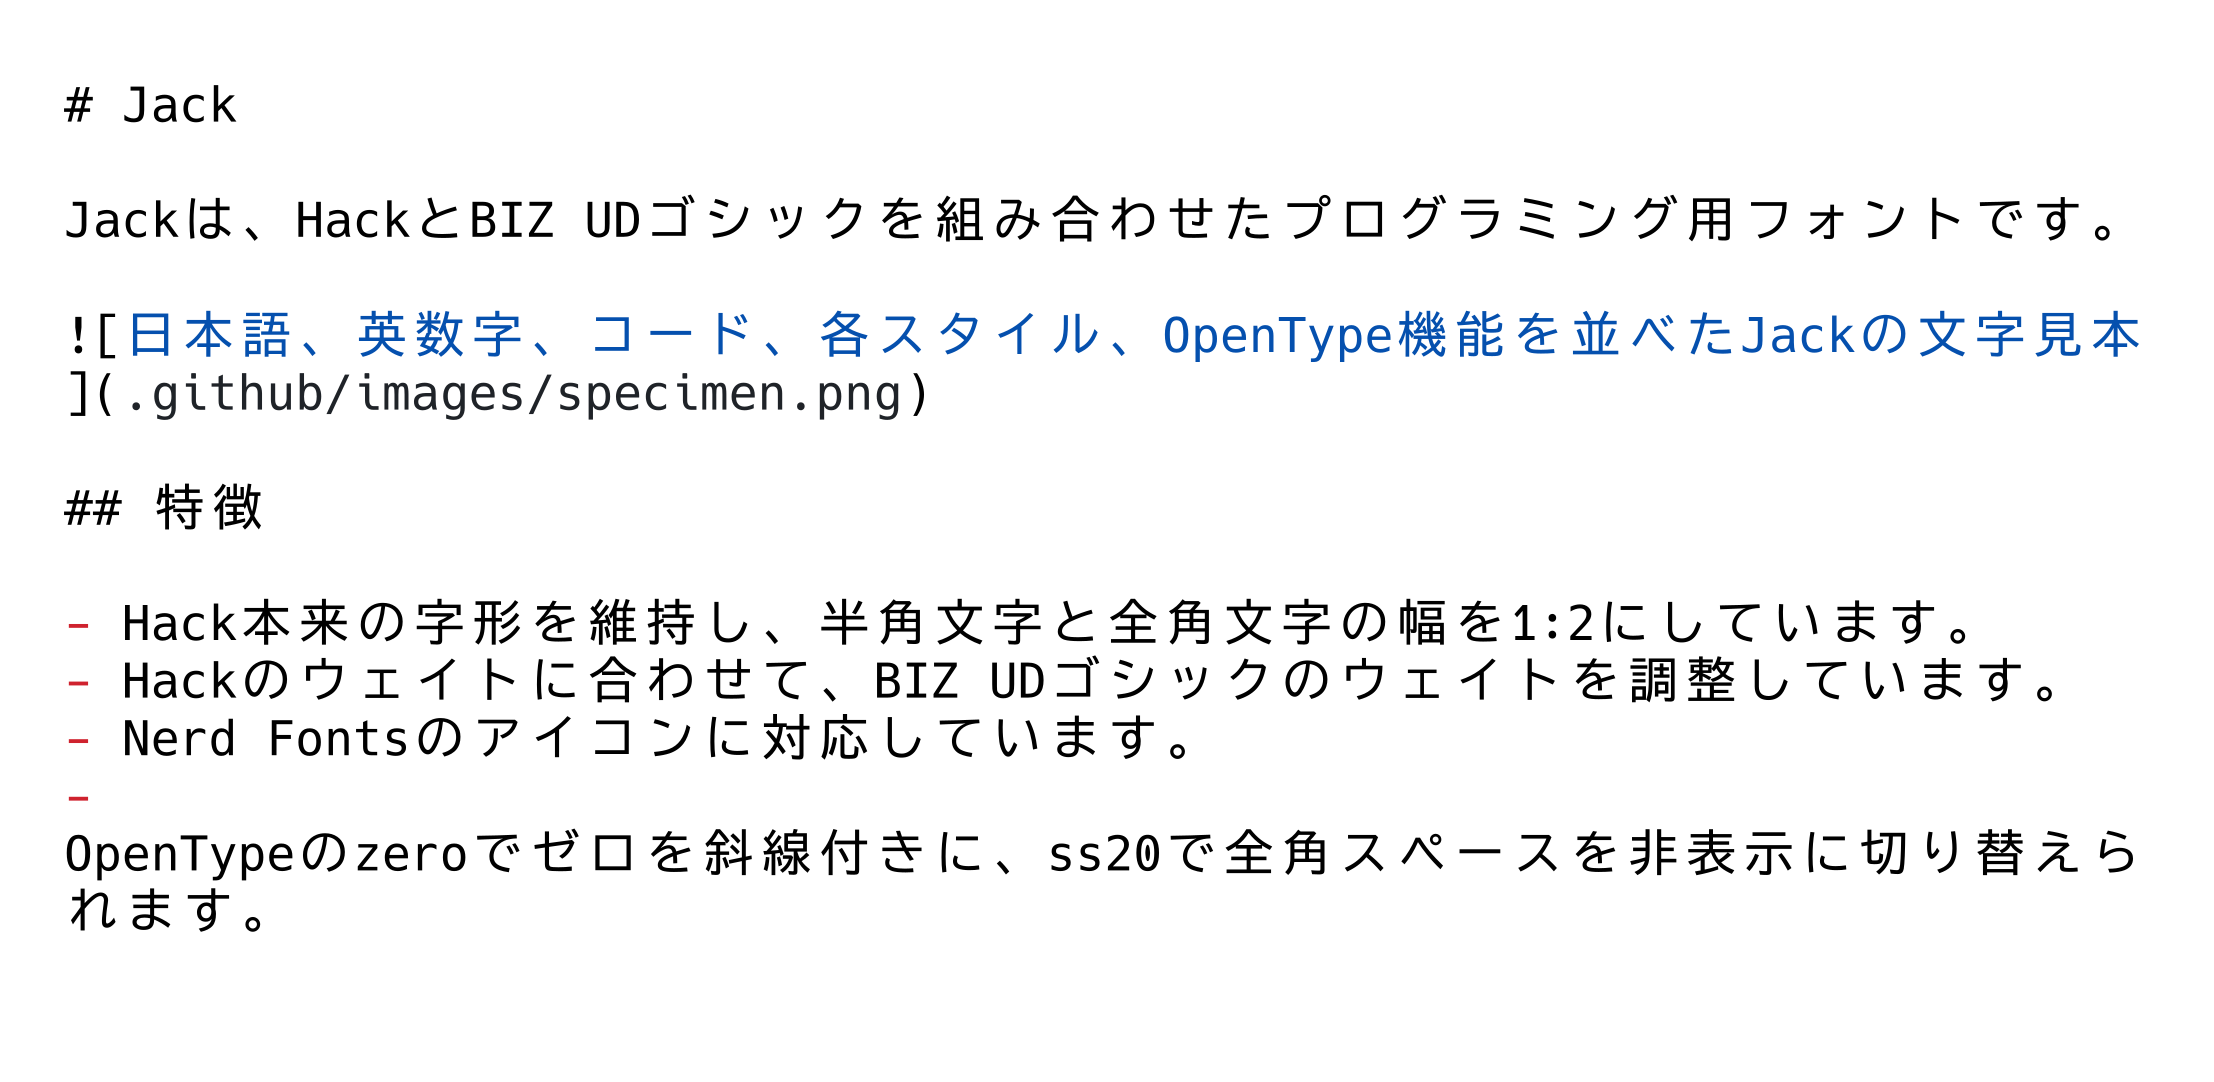 # Jack
Jackは、HackとBIZ UDゴシックを組み合わせたプログラミング用フォントです。
![日本語、英数字、コード、各スタイル、OpenType機能を並べたJackの文字見本
](.github/images/specimen.png)
## 特徴
- Hack本来の字形を維持し、半角文字と全角文字の幅を1:2にしています。
- Hackのウェイトに合わせて、BIZ UDゴシックのウェイトを調整しています。
- Nerd Fontsのアイコンに対応しています。
-
OpenTypeのzeroでゼロを斜線付きに、ss20で全角スペースを非表示に切り替えら
れます。